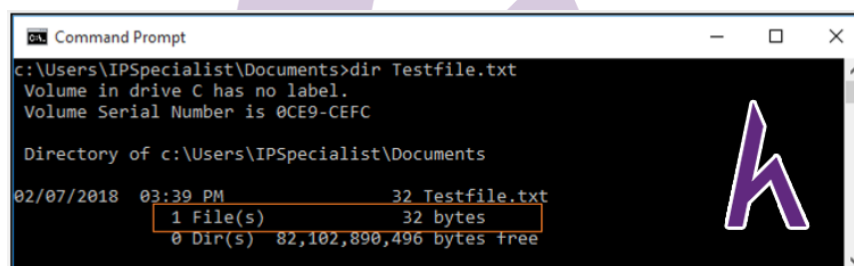 Command Prompt
c:\Users\IPSpecialist\Documents>dir Testfile.txt
Volume in drive C has no label.
Volume Serial Number is 0CE9-CEFC
Directory of c:\Users\IPSpecialist\Documents
02/07/2018  03:39 PM                32 Testfile.txt
1 File(s)             32 bytes
0 Dir(s)  82,102,890,496 bytes free